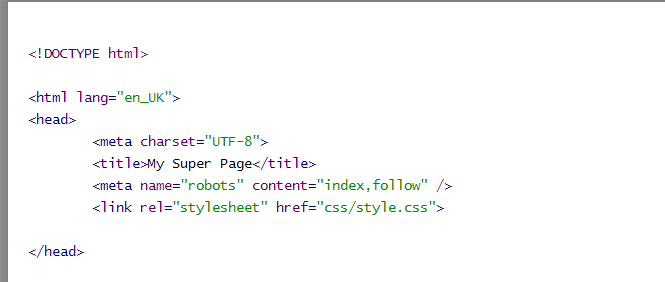 <!DOCTYPE html>
<html lang="en_UK">
<head>
<meta charset="UTF-8">
<title>My Super Page</title>
<meta name="robots" content="index,follow" />
<link rel="stylesheet" href="css/style.css">
</head>